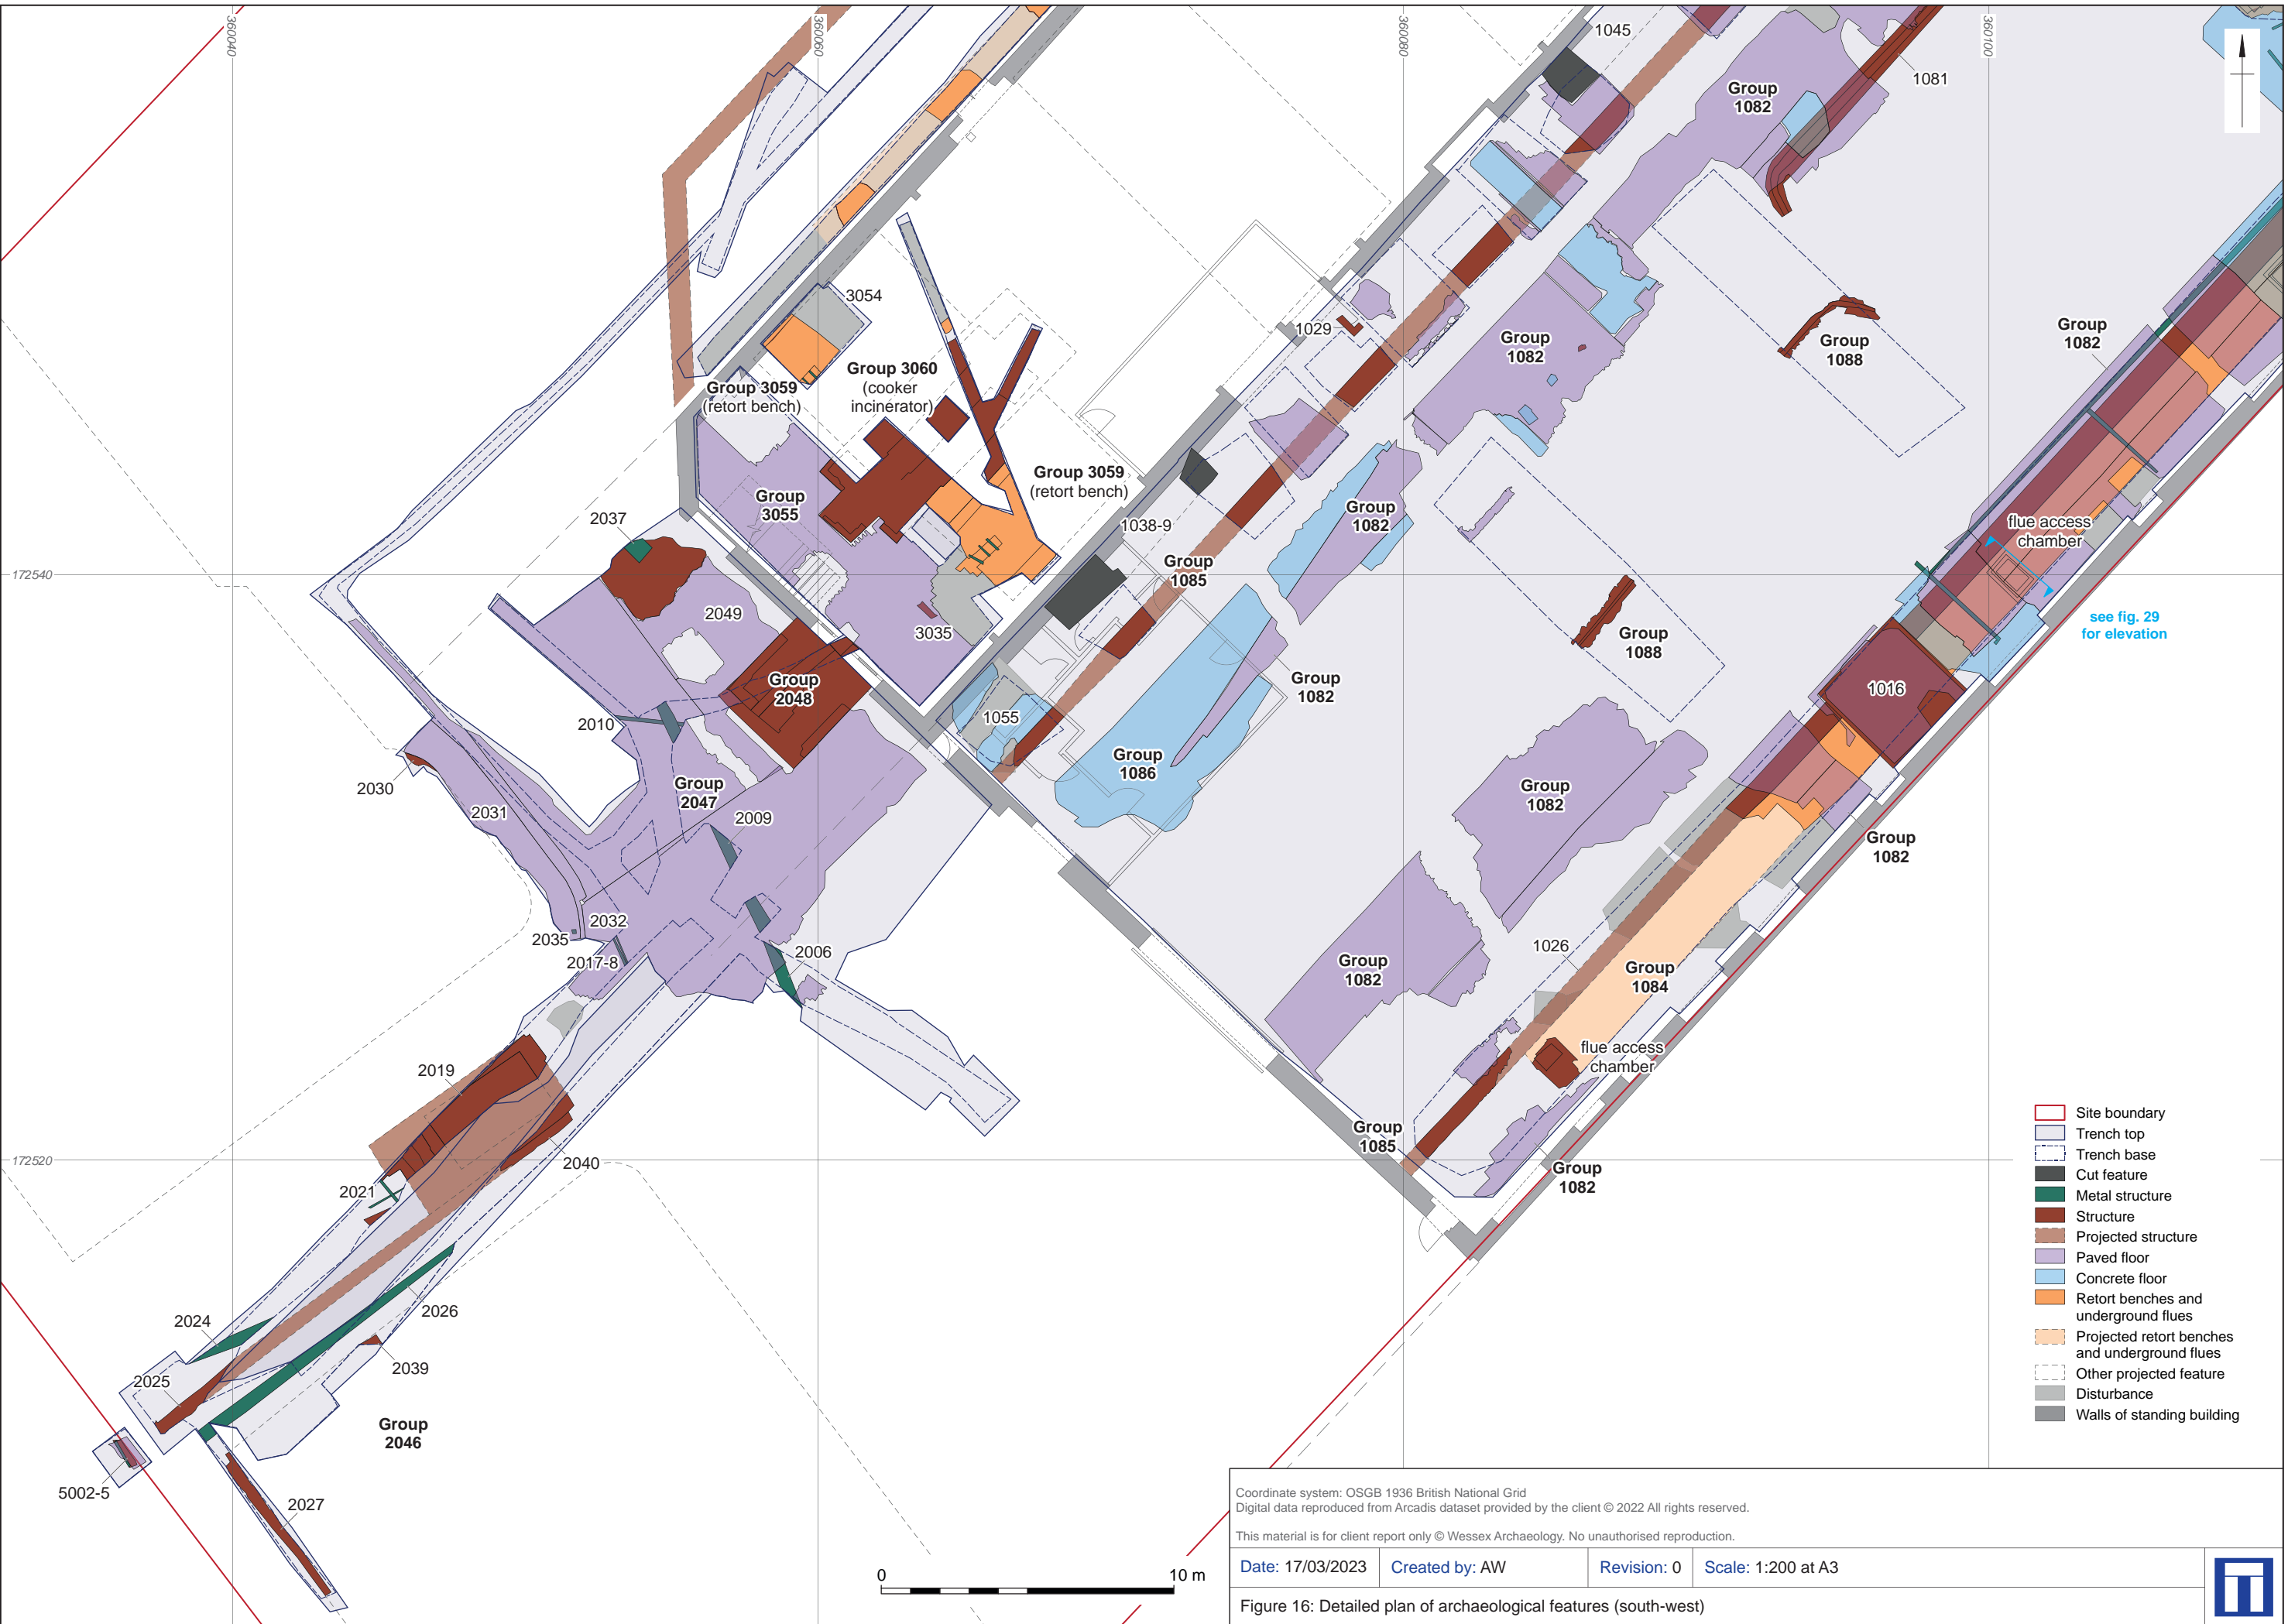 360040
360060
360080
360100
1045
1081
Group
1082
3054
1029
Group 3060
(cooker
incinerator)
Group 3059
(retort bench)
Group
1082
Group
1088
Group
1082
Group 3059
(retort bench)
Group
3055
2037
1038-9
Group
1082
flue access
chamber
172540
Group
1085
see fig. 29
for elevation
2049
3035
Group
1088
Group
2048
Group
1082
1016
2010
1055
Group
1086
2030
2031
Group
2047
2009
Group
1082
Group
1082
2032
2035
2017-8
2006
1026
Group
1082
Group
1084
flue access
chamber
2019
Group
1085
172520
2040
Group
1082
2021
2024
2026
2039
2025
Group
2046
5002-5
2027
Site boundary
Trench top
Trench base
Cut feature
Metal structure
Structure
Projected structure
Paved floor
Concrete floor
Retort benches and
underground flues
Projected retort benches
and underground flues
Other projected feature
Disturbance
Walls of standing building
0 10 m
Coordinate system: OSGB 1936 British National Grid
Digital data reproduced from Arcadis dataset provided by the client © 2022 All rights reserved.
This material is for client report only © Wessex Archaeology. No unauthorised reproduction.
Date: 17/03/2023 Created by: AW Revision: 0 Scale: 1:200 at A3
Figure 16: Detailed plan of archaeological features (south-west)